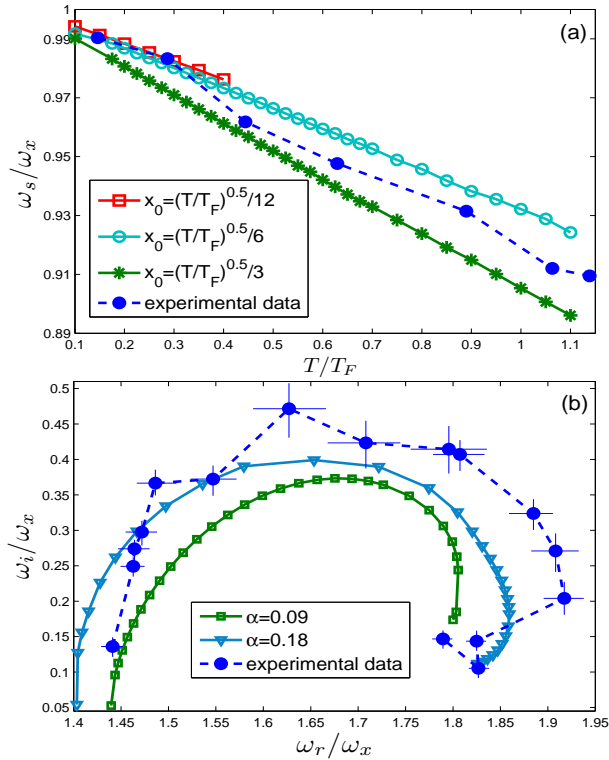 (a)
1
0.99
0.97
0.95
0.93
0.91
0.89
ω_s/ω_x
x_0=(T/T_F)^0.5/12
x_0=(T/T_F)^0.5/6
x_0=(T/T_F)^0.5/3
experimental data
0.1 0.2 0.3 0.4 0.5 0.6 0.7 0.8 0.9 1 1.1
T/T_F
(b)
0.5
0.45
0.4
0.35
0.3
0.25
0.2
0.15
0.1
0.05
ω_i/ω_x
α=0.09
α=0.18
experimental data
1.4 1.45 1.5 1.55 1.6 1.65 1.7 1.75 1.8 1.85 1.9 1.95
ω_r/ω_x